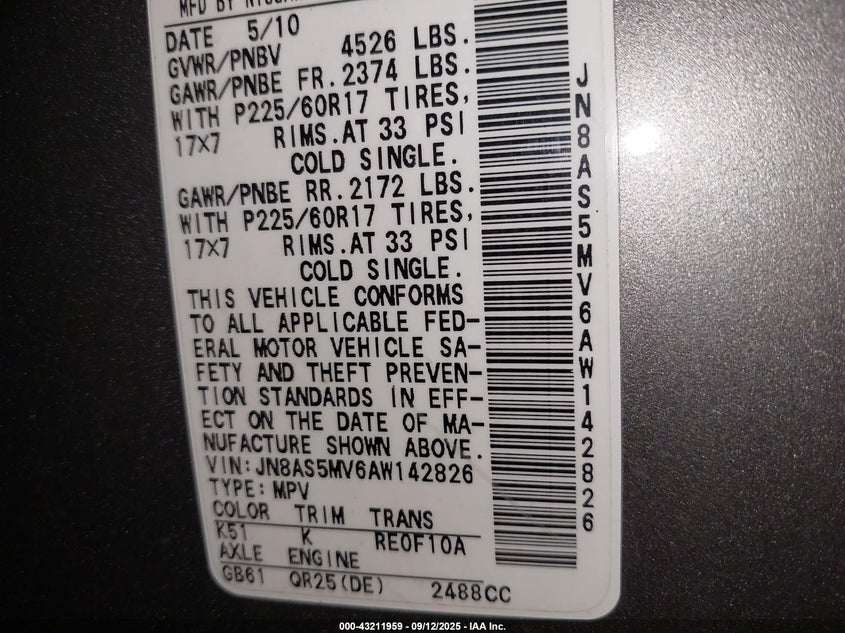 MFD BY
DATE 5/10
GVWR/PNBV 4526 LBS.
GAWR/PNBE FR.2374 LBS.
WITH P225/60R17 TIRES,
17X7 RIMS.AT 33 PSI
COLD SINGLE.
GAWR/PNBE RR.2172 LBS.
WITH P225/60R17 TIRES,
17X7 RIMS.AT 33 PSI
COLD SINGLE.
THIS VEHICLE CONFORMS
TO ALL APPLICABLE FED-
ERAL MOTOR VEHICLE SA-
FETY AND THEFT PREVEN-
TION STANDARDS IN EFF-
ECT ON THE DATE OF MA-
NUFACTURE SHOWN ABOVE.
VIN:JN8AS5MV6AW142826
TYPE:MPV
COLOR TRIM TRANS
K51 K RE0F10A
AXLE ENGINE
GB61 QR25(DE) 2488CC
JN8AS5MV6AW142826
000-43211959 - 09/12/2025 - IAA Inc.